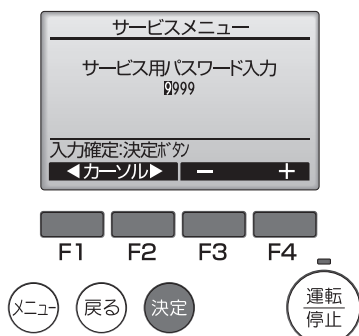 サービスメニュー
サービス用パスワード入力
9999
入力確定:決定ボタン
◀カーソル▶ − +
F1 F2 F3 F4
メニュー 戻る 決定 運転
停止